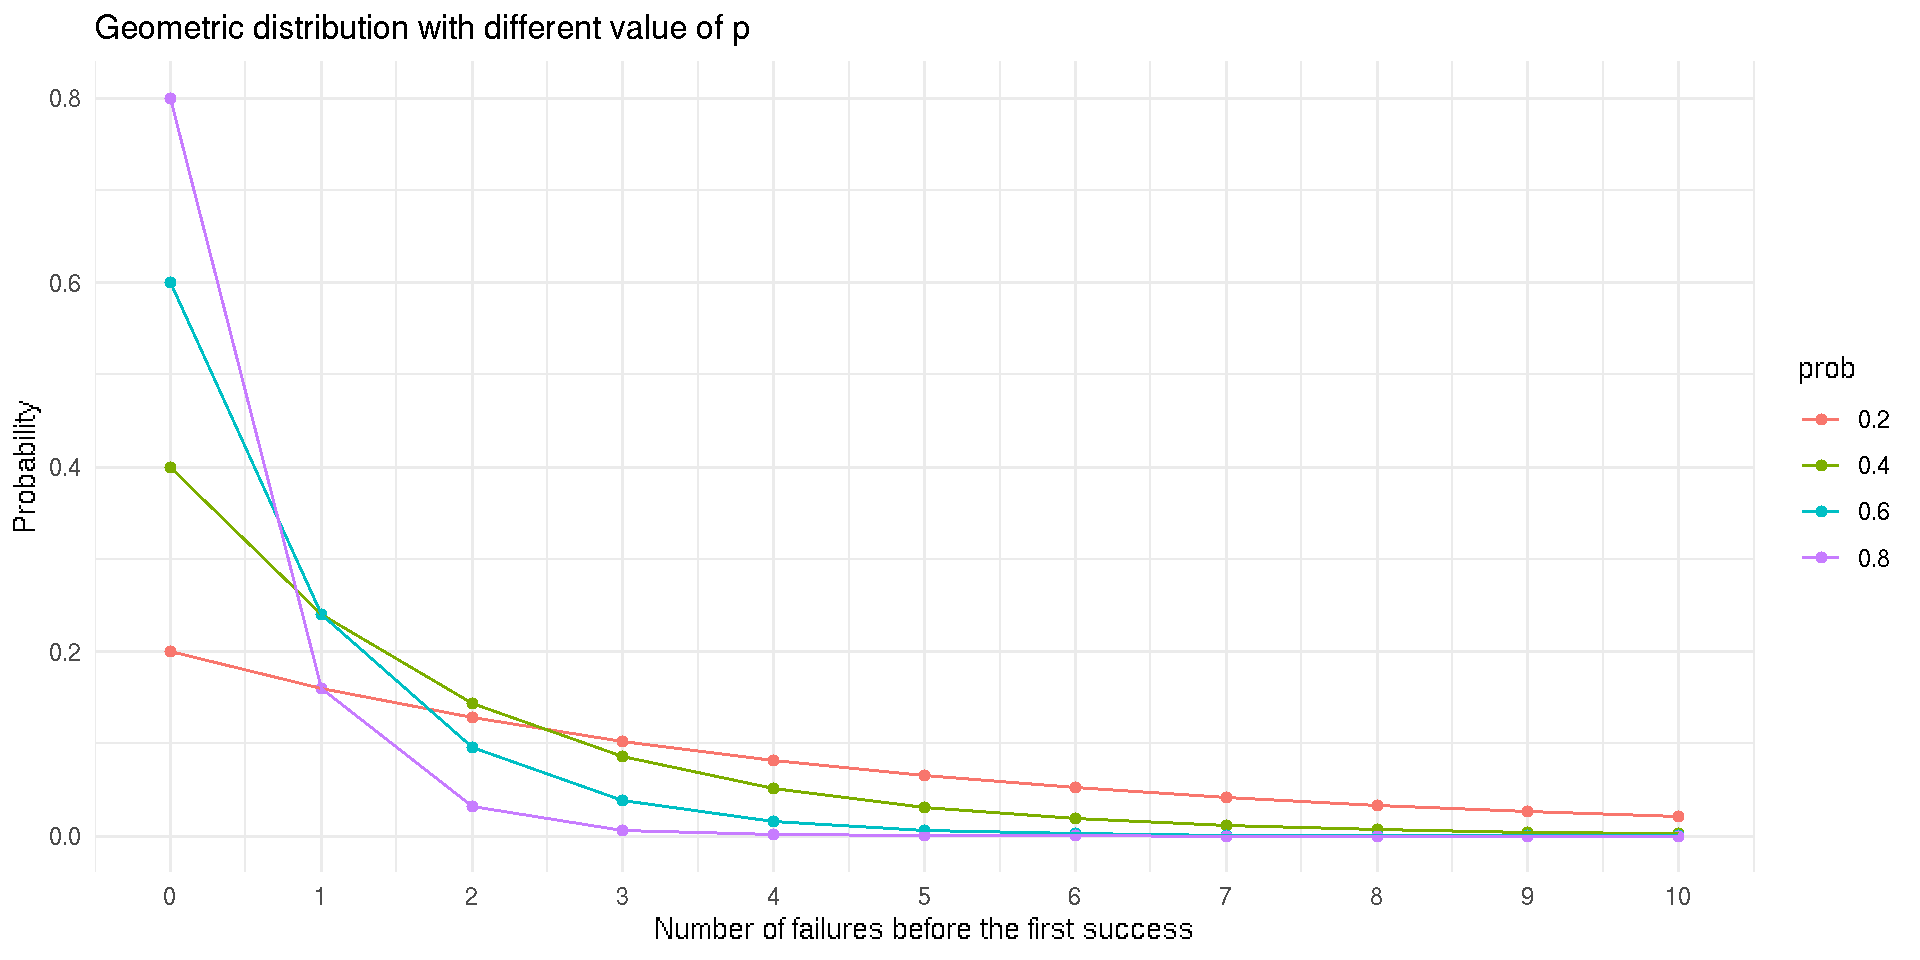 Geometric distribution with different value of p
Probability
0.8
0.6
0.4
0.2
0.0
0 1 2 3 4 5 6 7 8 9 10
Number of failures before the first success
prob
0.2
0.4
0.6
0.8